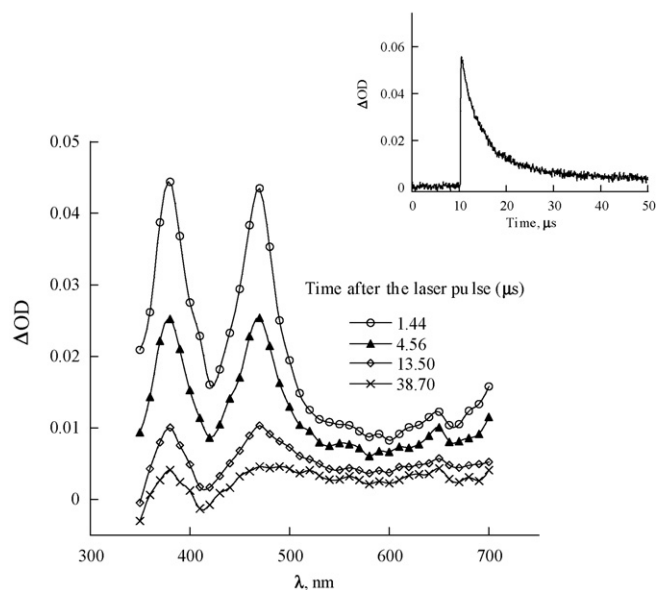 0.06
0.04
0.02
0
ΔOD
0 10 20 30 40 50
Time, μs
0.05
0.04
0.03
0.02
0.01
0
ΔOD
Time after the laser pulse (μs)
1.44
4.56
13.50
38.70
300 400 500 600 700
λ, nm